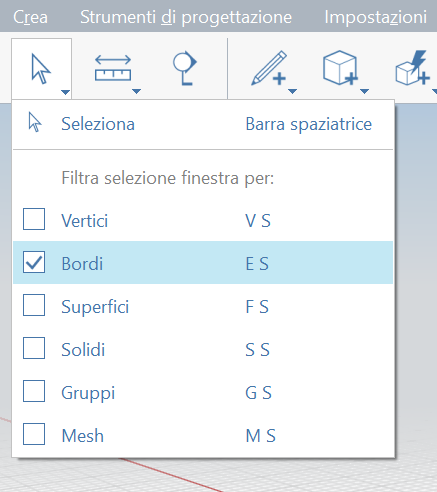 Crea Strumenti di progettazione Impostazioni
Seleziona Barra spaziatrice
Filtra selezione finestra per:
Vertici V S
Bordi E S
Superfici F S
Solidi S S
Gruppi G S
Mesh M S